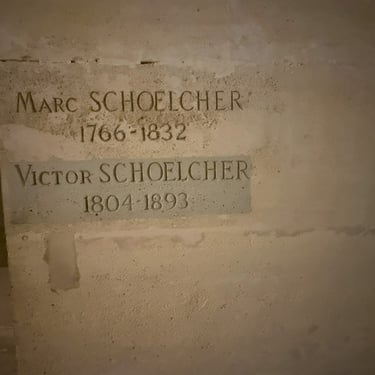 Marc SCHOELCHER
1766-1832
Victor SCHOELCHER
1804-1893